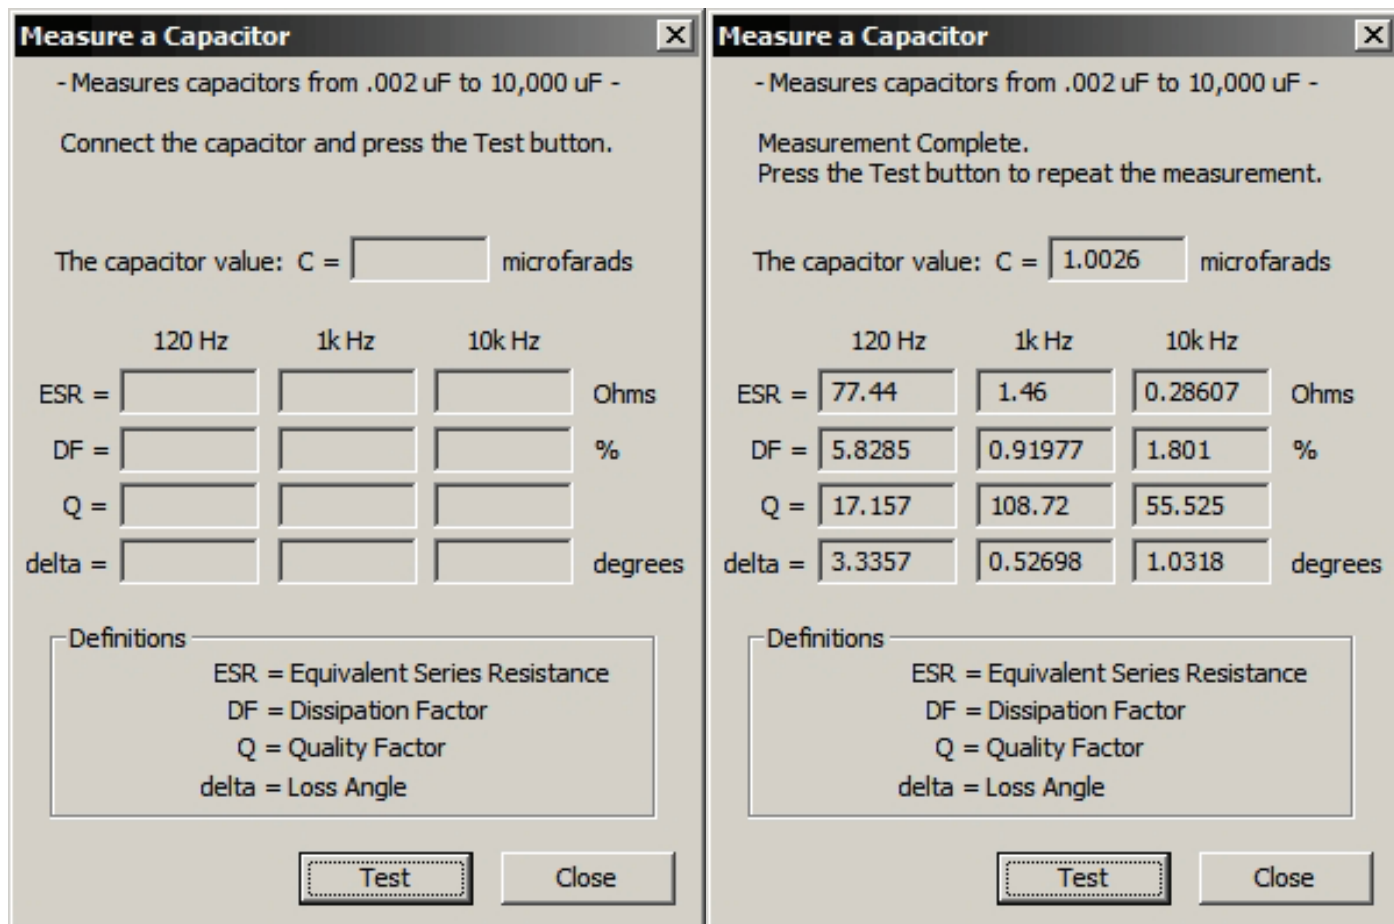 Measure a Capacitor
- Measures capacitors from .002 uF to 10,000 uF -
Connect the capacitor and press the Test button.
The capacitor value: C = microfarads
120 Hz 1k Hz 10k Hz
ESR = Ohms
DF = %
Q =
delta = degrees
Definitions
ESR = Equivalent Series Resistance
DF = Dissipation Factor
Q = Quality Factor
delta = Loss Angle
Test Close
Measure a Capacitor
- Measures capacitors from .002 uF to 10,000 uF -
Measurement Complete.
Press the Test button to repeat the measurement.
The capacitor value: C = 1.0026 microfarads
120 Hz 1k Hz 10k Hz
ESR = 77.44 1.46 0.28607 Ohms
DF = 5.8285 0.91977 1.801 %
Q = 17.157 108.72 55.525
delta = 3.3357 0.52698 1.0318 degrees
Definitions
ESR = Equivalent Series Resistance
DF = Dissipation Factor
Q = Quality Factor
delta = Loss Angle
Test Close